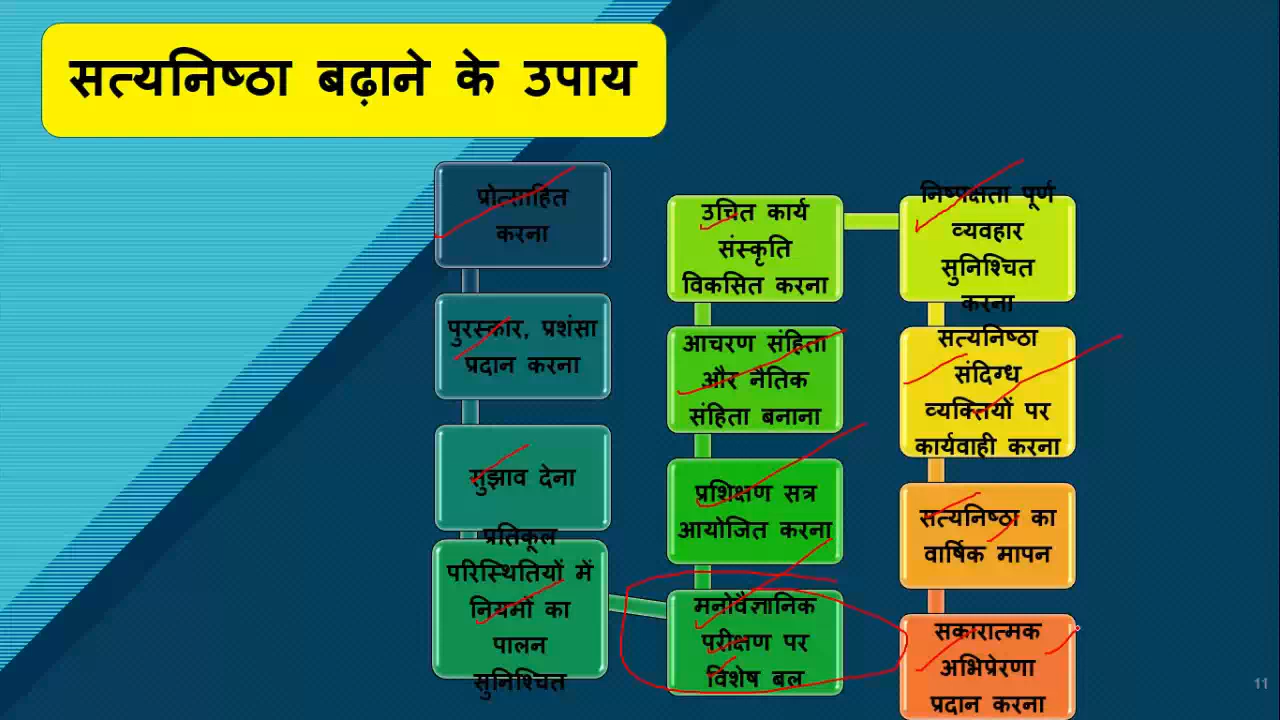 सत्यनिष्ठा बढ़ाने के उपाय
प्रोत्साहित
करना
पुरस्कार, प्रशंसा
प्रदान करना
सुझाव देना
प्रतिकूल
परिस्थितियों में
नियमों का
पालन
सुनिश्चित
मनोवैज्ञानिक
परीक्षण पर
विशेष बल
प्रशिक्षण सत्र
आयोजित करना
आचरण संहिता
और नैतिक
संहिता बनाना
उचित कार्य
संस्कृति
विकसित करना
निष्पक्षता पूर्ण
व्यवहार
सुनिश्चित
करना
सत्यनिष्ठा
संदिग्ध
व्यक्तियों पर
कार्यवाही करना
सत्यनिष्ठा का
वार्षिक मापन
सकारात्मक
अभिप्रेरणा
प्रदान करना
11